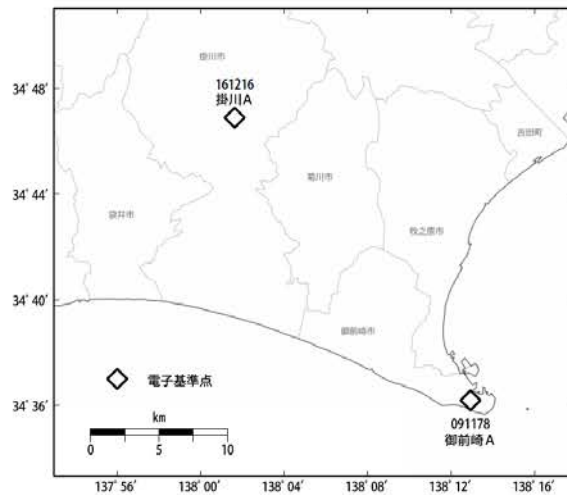 34°48'
34°44'
34°40'
34°36'
掛川市
161216
掛川A
吉田町
菊川市
袋井市
牧之原市
御前崎市
電子基準点
km
0 5 10
091178
御前崎A
137°56' 138°00' 138°04' 138°08' 138°12' 138°16'